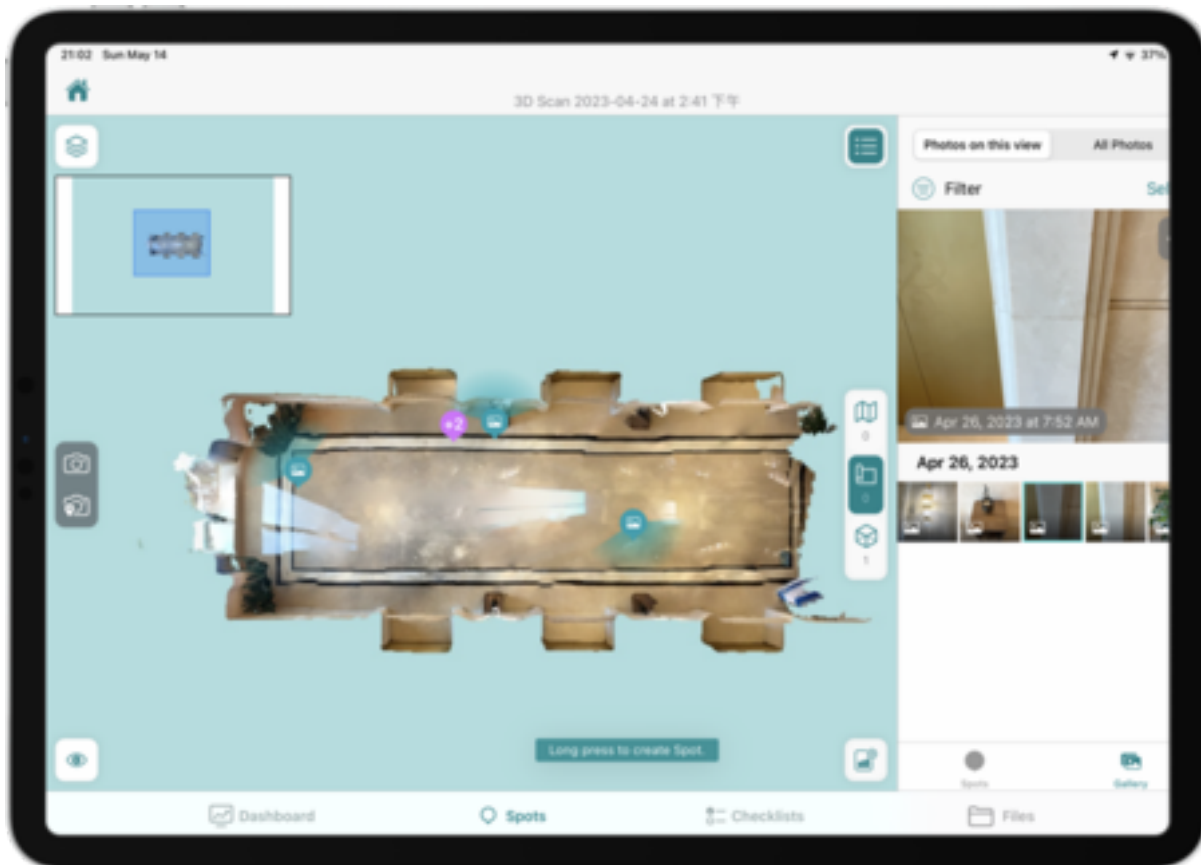 21:02 Sun May 14
37%
3D Scan 2023-04-24 at 2:41 下午
Photos on this view
All Photos
Filter
Sel
Apr 26, 2023 at 7:52 AM
Apr 26, 2023
+2
0
0
1
Long press to create Spot.
Spots
Gallery
Dashboard
Spots
Checklists
Files